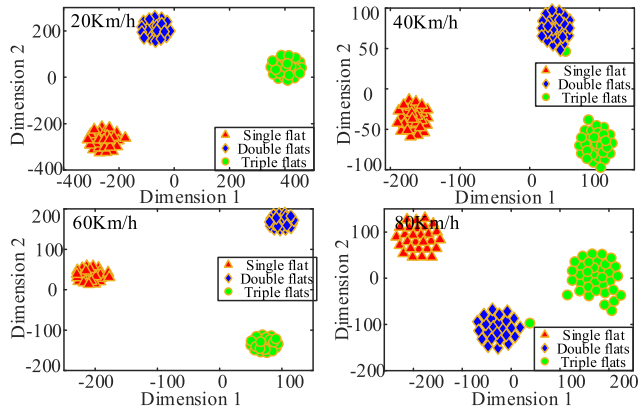 20Km/h
Dimension 2
200
0
-200
-400
-400
-200
0
200
400
Dimension 1
Single flat
Double flats
Triple flats
40Km/h
Dimension 2
100
50
0
-50
-100
-200
-100
0
100
Dimension 1
Single flat
Double flats
Triple flats
60Km/h
Dimension 2
200
100
0
-100
-200
-200
-100
0
100
Dimension 1
Single flat
Double flats
Triple flats
80Km/h
Dimension 2
100
0
-100
-200
-200
-100
0
100
200
Dimension 1
Single flat
Double flats
Triple flats